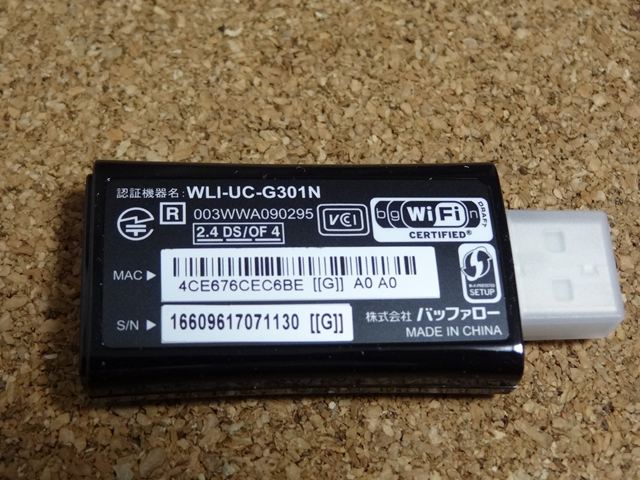 認証機器名: WLI-UC-G301N
R 003WWA090295
2.4 DS/OF 4
VCI
b g Wi Fi n DRAFT
CERTIFIED®
MAC ▶ 4CE676CEC6BE [[G]] A0 A0
SETUP
S/N ▶ 16609617071130 [[G]]
株式会社 バッファロー
MADE IN CHINA